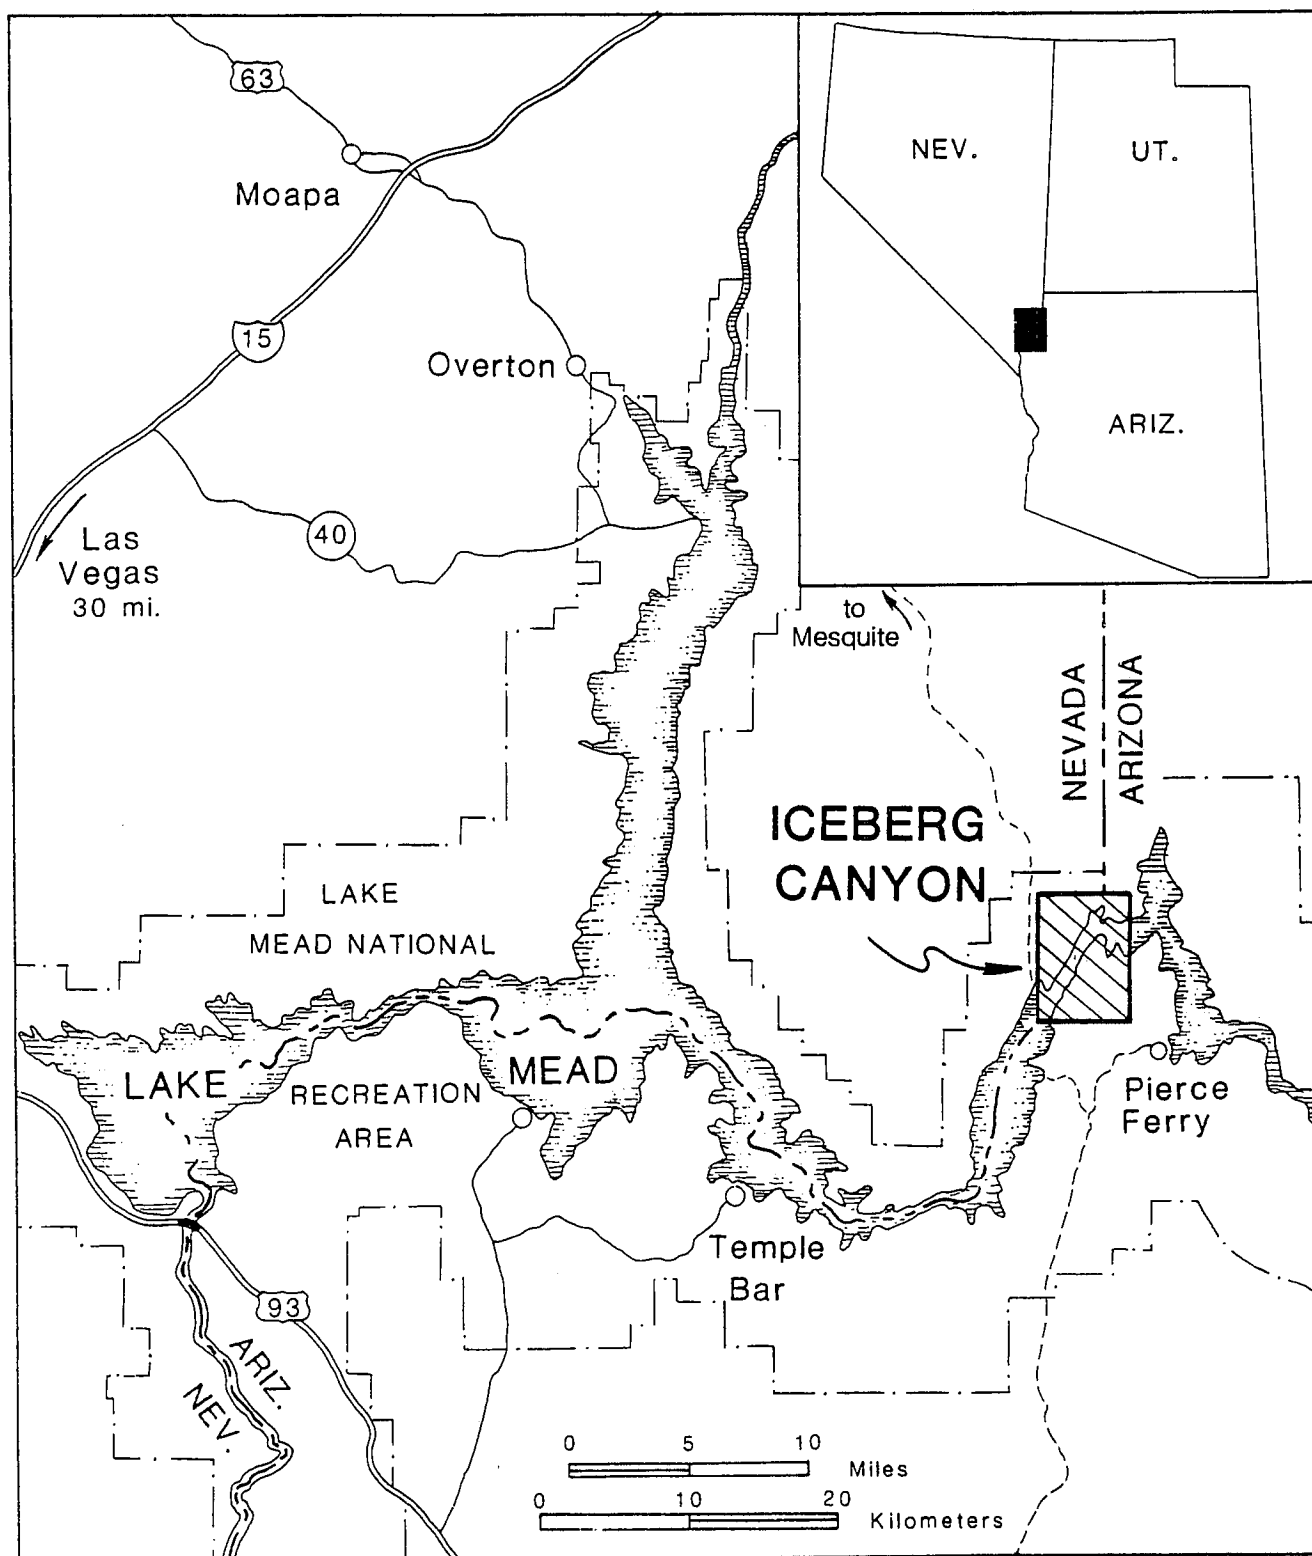 63
Moapa
15
Overton
40
Las
Vegas
30 mi.
NEV.
UT.
ARIZ.
to
Mesquite
NEVADA
ARIZONA
ICEBERG
CANYON
LAKE
MEAD NATIONAL
RECREATION
AREA
LAKE
MEAD
Pierce
Ferry
Temple
Bar
93
ARIZ.
NEV.
0 5 10
Miles
0 10 20
Kilometers